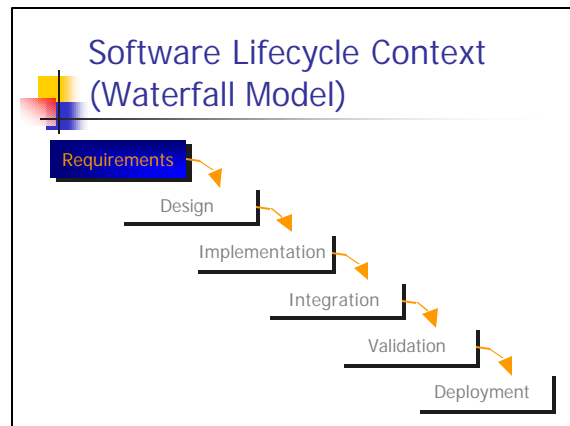 Software Lifecycle Context
(Waterfall Model)
Requirements
Design
Implementation
Integration
Validation
Deployment